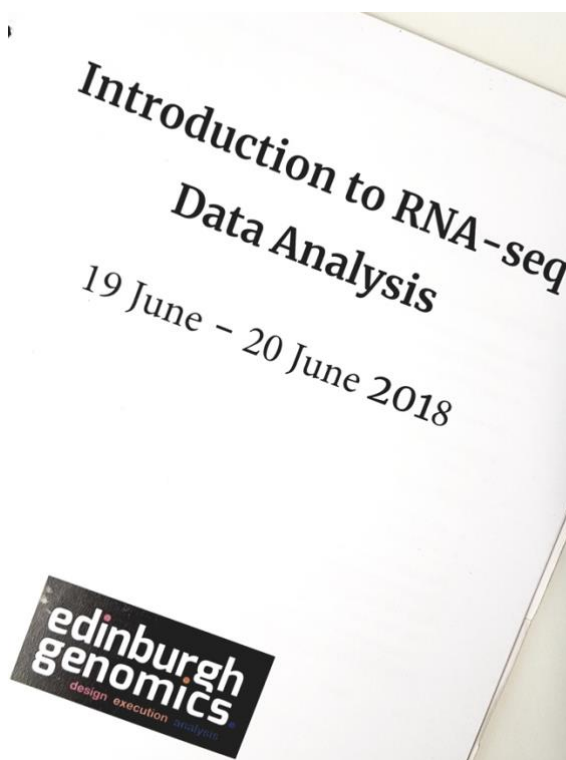 Introduction to RNA-seq
Data Analysis
19 June – 20 June 2018
edinburgh
genomics
design execution analysis